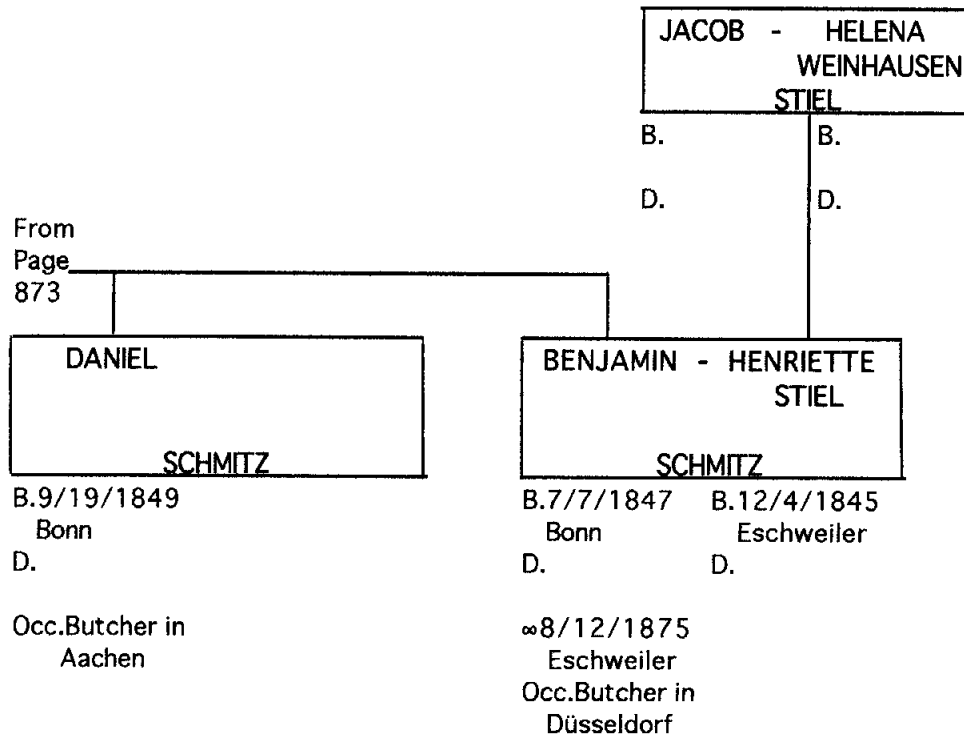 JACOB - HELENA
WEINHAUSEN
STIEL
B. B.
D. D.
From
Page
873
DANIEL
SCHMITZ
B.9/19/1849
Bonn
D.
Occ.Butcher in
Aachen
BENJAMIN - HENRIETTE
STIEL
SCHMITZ
B.7/7/1847 B.12/4/1845
Bonn Eschweiler
D. D.
∞8/12/1875
Eschweiler
Occ.Butcher in
Düsseldorf